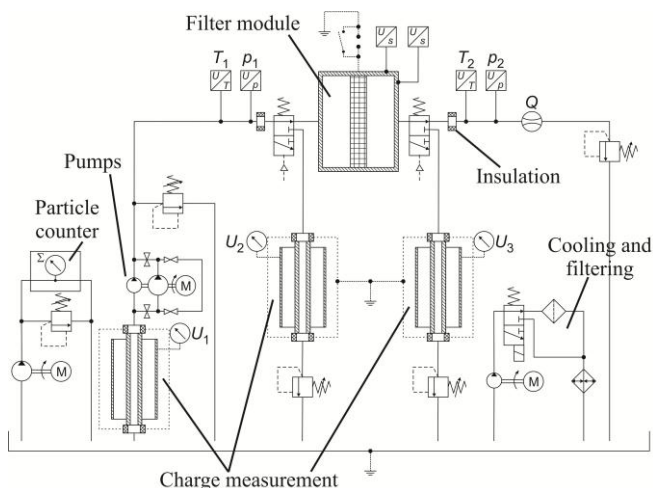 Filter module
U
s
U
s
T1
p1
U
T
U
p
T2
p2
U
T
U
p
Q
Insulation
Pumps
Particle
counter
Σ
M
M
U1
U2
U3
Cooling and
filtering
M
Charge measurement